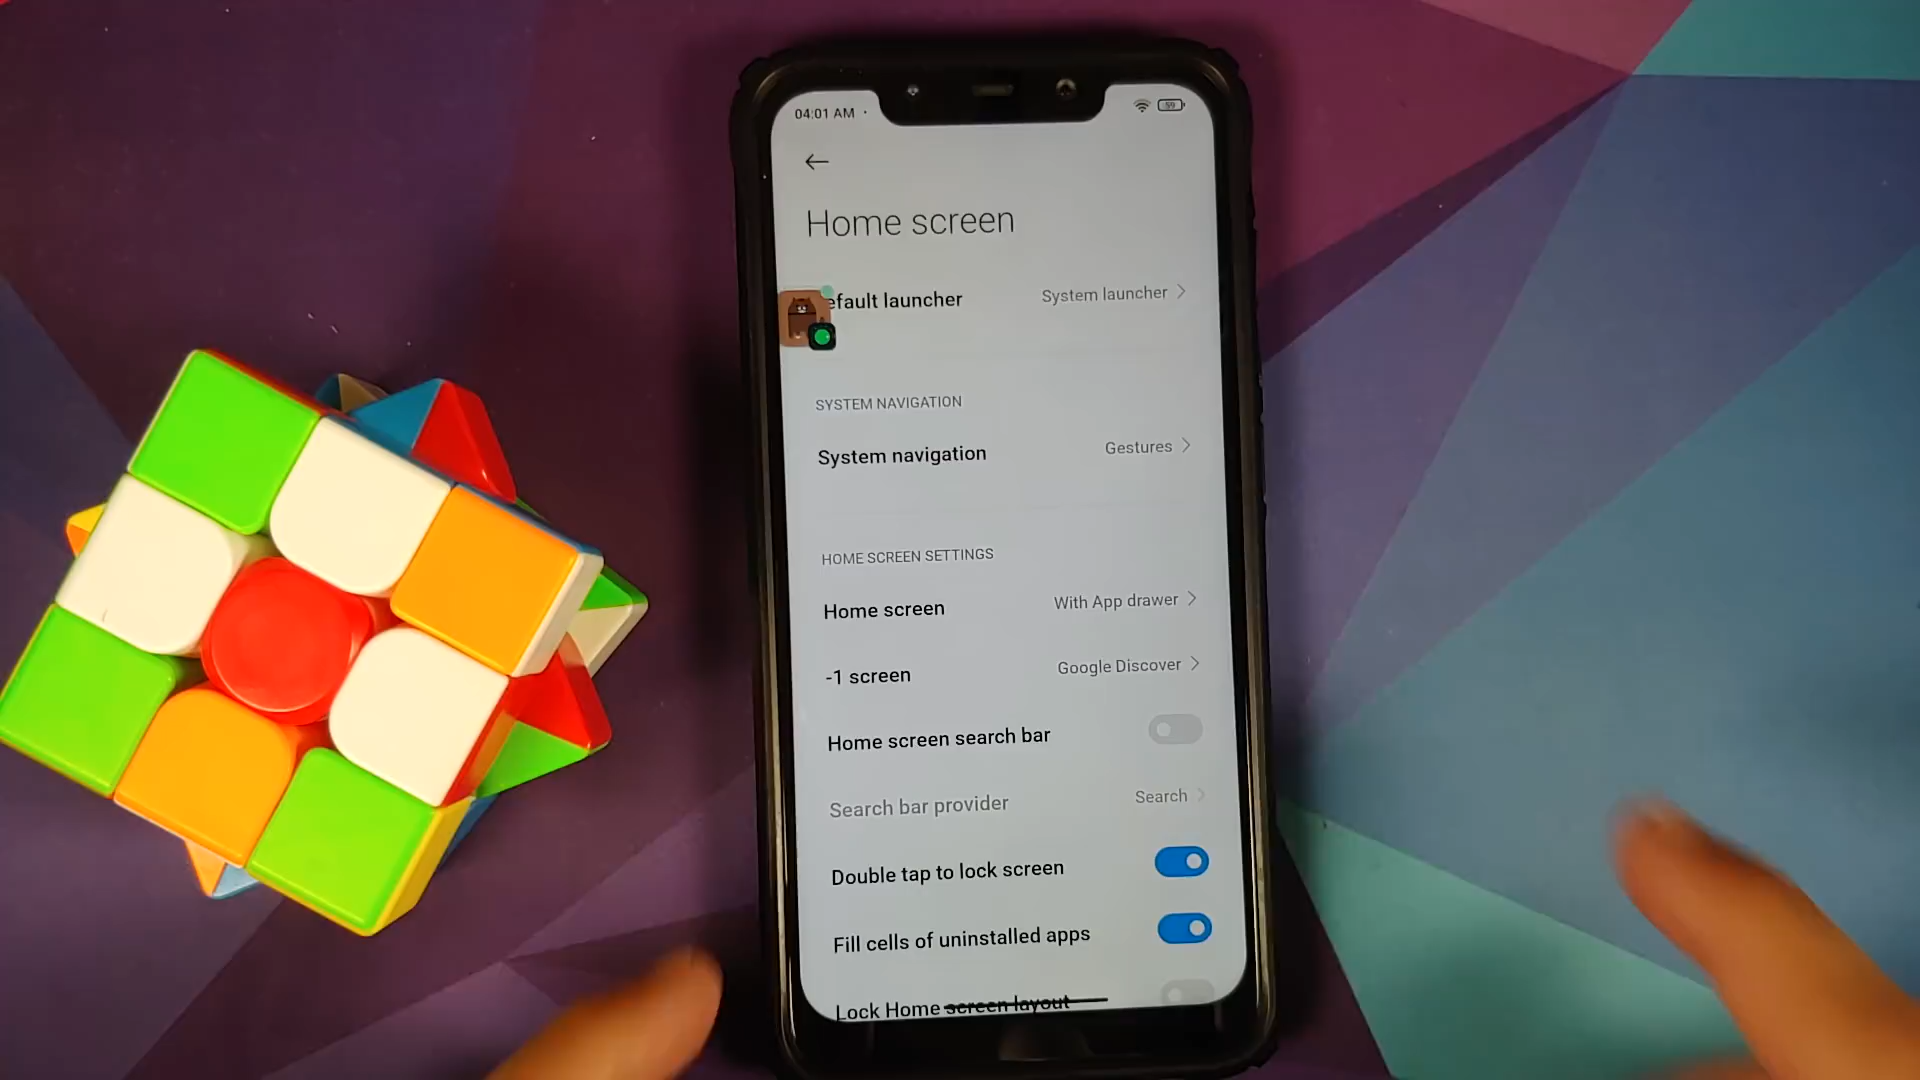 04:01 AM
59
Home screen
efault launcher System launcher
SYSTEM NAVIGATION
System navigation Gestures
HOME SCREEN SETTINGS
Home screen With App drawer
-1 screen Google Discover
Home screen search bar
Search bar provider Search
Double tap to lock screen
Fill cells of uninstalled apps
Lock Home screen layout